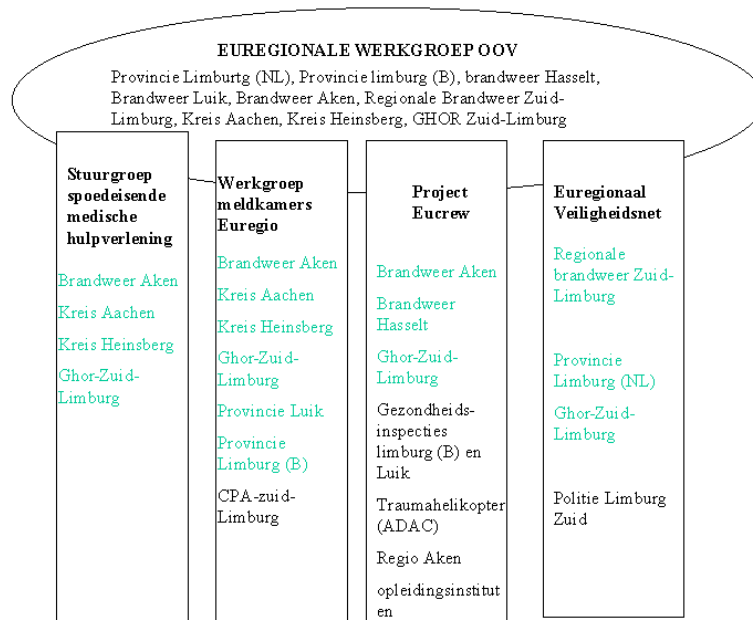 EUREGIONALE WERKGROEP OOV
Provincie Limburtg (NL), Provincie limburg (B), brandweer Hasselt,
Brandweer Luik, Brandweer Aken, Regionale Brandweer Zuid-
Limburg, Kreis Aachen, Kreis Heinsberg, GHOR Zuid-Limburg
Stuurgroep
spoedeisende
medische
hulpverlening
Brandweer Aken
Kreis Aachen
Kreis Heinsberg
Ghor-Zuid-
Limburg
Werkgroep
meldkamers
Euregio
Brandweer Aken
Kreis Aachen
Kreis Heinsberg
Ghor-Zuid-
Limburg
Provincie Luik
Provincie
Limburg (B)
CPA-zuid-
Limburg
Project
Eucrew
Brandweer Aken
Brandweer
Hasselt
Ghor-Zuid-
Limburg
Gezondheids-
inspecties
limburg (B) en
Luik
Traumahelikopter
(ADAC)
Regio Aken
opleidingsinstitut
en
Euregionaal
Veiligheidsnet
Regionale
brandweer Zuid-
Limburg
Provincie
Limburg (NL)
Ghor-Zuid-
Limburg
Politie Limburg
Zuid